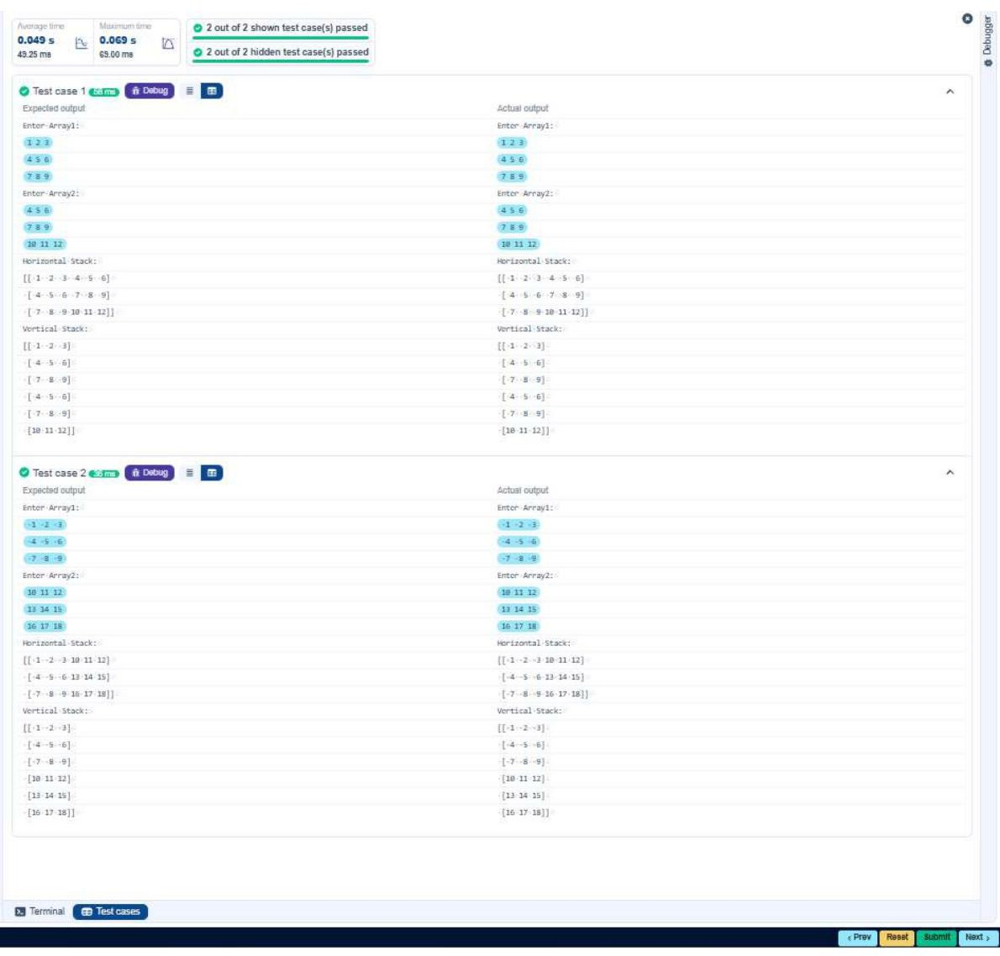 Average time Maximum time
0.049 s 0.069 s
49.25 ms 69.00 ms
2 out of 2 shown test case(s) passed
2 out of 2 hidden test case(s) passed
Debugger
Test case 1 58 ms Debug
Expected output Actual output
Enter Array1: Enter Array1:
1 2 3 1 2 3
4 5 6 4 5 6
7 8 9 7 8 9
Enter Array2: Enter Array2:
4 5 6 4 5 6
7 8 9 7 8 9
10 11 12 10 11 12
Horizontal Stack: Horizontal Stack:
[[ 1 2 3 4 5 6] [[ 1 2 3 4 5 6]
[ 4 5 6 7 8 9] [ 4 5 6 7 8 9]
[ 7 8 9 10 11 12]] [ 7 8 9 10 11 12]]
Vertical Stack: Vertical Stack:
[[ 1 2 3] [[ 1 2 3]
[ 4 5 6] [ 4 5 6]
[ 7 8 9] [ 7 8 9]
[ 4 5 6] [ 4 5 6]
[ 7 8 9] [ 7 8 9]
[10 11 12]] [10 11 12]]
Test case 2 36 ms Debug
Expected output Actual output
Enter Array1: Enter Array1:
-1 -2 -3 -1 -2 -3
-4 -5 -6 -4 -5 -6
-7 -8 -9 -7 -8 -9
Enter Array2: Enter Array2:
10 11 12 10 11 12
13 14 15 13 14 15
16 17 18 16 17 18
Horizontal Stack: Horizontal Stack:
[[-1 -2 -3 10 11 12] [[-1 -2 -3 10 11 12]
[-4 -5 -6 13 14 15] [-4 -5 -6 13 14 15]
[-7 -8 -9 16 17 18]] [-7 -8 -9 16 17 18]]
Vertical Stack: Vertical Stack:
[[-1 -2 -3] [[-1 -2 -3]
[-4 -5 -6] [-4 -5 -6]
[-7 -8 -9] [-7 -8 -9]
[10 11 12] [10 11 12]
[13 14 15] [13 14 15]
[16 17 18]] [16 17 18]]
Terminal Test cases
< Prev Reset Submit Next >